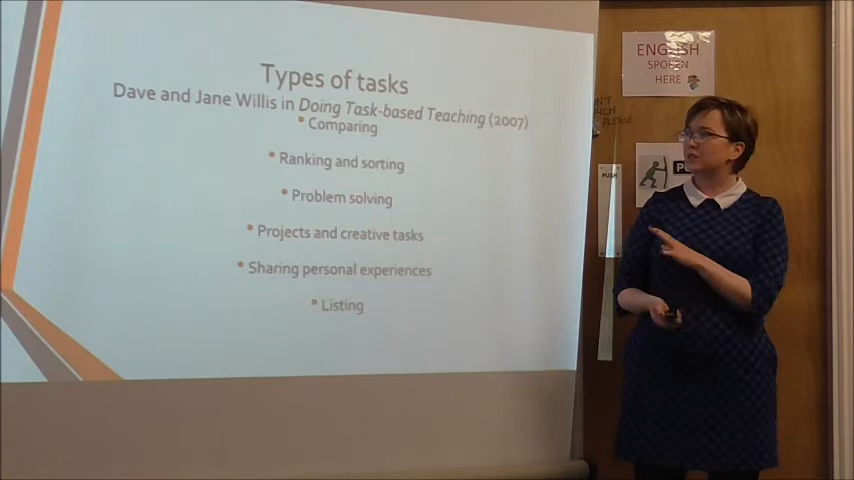 Types of tasks
Dave and Jane Willis in Doing Task-based Teaching (2007)
• Comparing
• Ranking and sorting
• Problem solving
• Projects and creative tasks
• Sharing personal experiences
• Listing
ENGLISH
SPOKEN
HERE
PLEASE
PUSH